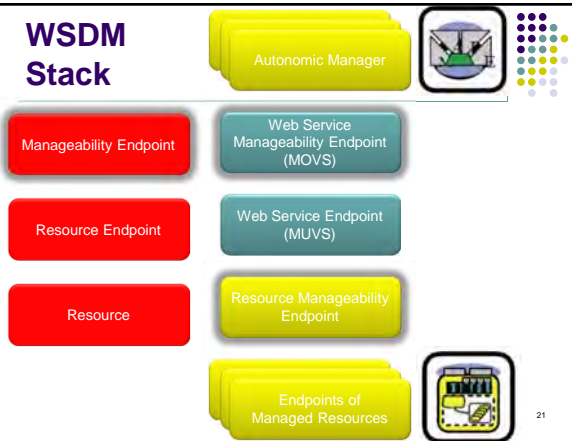 WSDM
Stack
Autonomic Manager
Manageability Endpoint
Web Service
Manageability Endpoint
(MOVS)
Resource Endpoint
Web Service Endpoint
(MUVS)
Resource
Resource Manageability
Endpoint
Endpoints of
Managed Resources
21